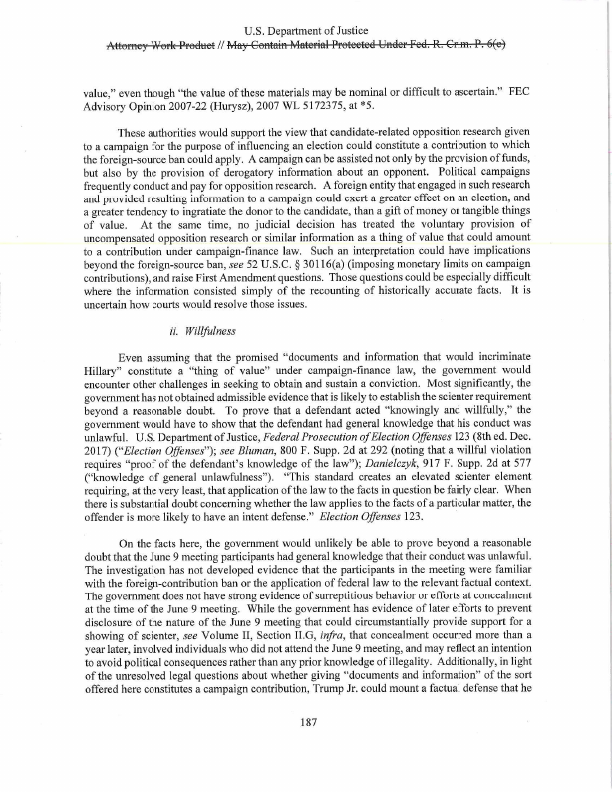 U.S. Department of Justice
Attorney Work Product // May Contain Material Protected Under Fed. R. Crim. P. 6(e)
value," even though "the value of these materials may be nominal or difficult to ascertain." FEC
Advisory Opinion 2007-22 (Hurysz), 2007 WL 5172375, at *5.
These authorities would support the view that candidate-related opposition research given
to a campaign for the purpose of influencing an election could constitute a contribution to which
the foreign-source ban could apply. A campaign can be assisted not only by the provision of funds,
but also by the provision of derogatory information about an opponent. Political campaigns
frequently conduct and pay for opposition research. A foreign entity that engaged in such research
and provided resulting information to a campaign could exert a greater effect on an election, and
a greater tendency to ingratiate the donor to the candidate, than a gift of money or tangible things
of value. At the same time, no judicial decision has treated the voluntary provision of
uncompensated opposition research or similar information as a thing of value that could amount
to a contribution under campaign-finance law. Such an interpretation could have implications
beyond the foreign-source ban, see 52 U.S.C. § 30116(a) (imposing monetary limits on campaign
contributions), and raise First Amendment questions. Those questions could be especially difficult
where the information consisted simply of the recounting of historically accurate facts. It is
uncertain how courts would resolve those issues.
ii. Willfulness
Even assuming that the promised "documents and information that would incriminate
Hillary" constitute a "thing of value" under campaign-finance law, the government would
encounter other challenges in seeking to obtain and sustain a conviction. Most significantly, the
government has not obtained admissible evidence that is likely to establish the scienter requirement
beyond a reasonable doubt. To prove that a defendant acted "knowingly and willfully," the
government would have to show that the defendant had general knowledge that his conduct was
unlawful. U.S. Department of Justice, Federal Prosecution of Election Offenses 123 (8th ed. Dec.
2017) ("Election Offenses"); see Bluman, 800 F. Supp. 2d at 292 (noting that a willful violation
requires "proof of the defendant's knowledge of the law"); Danielczyk, 917 F. Supp. 2d at 577
("knowledge of general unlawfulness"). "This standard creates an elevated scienter element
requiring, at the very least, that application of the law to the facts in question be fairly clear. When
there is substantial doubt concerning whether the law applies to the facts of a particular matter, the
offender is more likely to have an intent defense." Election Offenses 123.
On the facts here, the government would unlikely be able to prove beyond a reasonable
doubt that the June 9 meeting participants had general knowledge that their conduct was unlawful.
The investigation has not developed evidence that the participants in the meeting were familiar
with the foreign-contribution ban or the application of federal law to the relevant factual context.
The government does not have strong evidence of surreptitious behavior or efforts at concealment
at the time of the June 9 meeting. While the government has evidence of later efforts to prevent
disclosure of the nature of the June 9 meeting that could circumstantially provide support for a
showing of scienter, see Volume II, Section II.G, infra, that concealment occurred more than a
year later, involved individuals who did not attend the June 9 meeting, and may reflect an intention
to avoid political consequences rather than any prior knowledge of illegality. Additionally, in light
of the unresolved legal questions about whether giving "documents and information" of the sort
offered here constitutes a campaign contribution, Trump Jr. could mount a factual defense that he
187